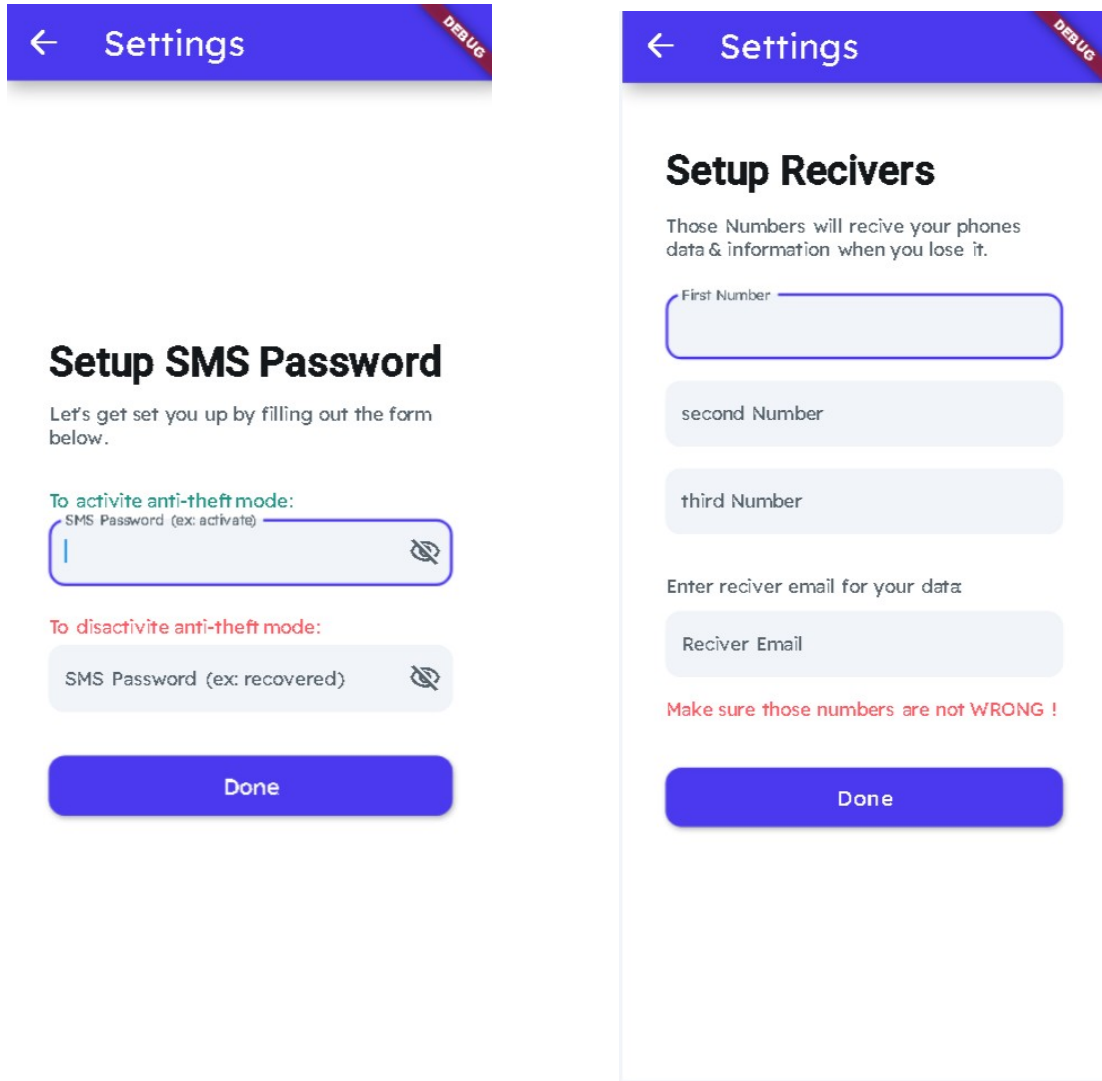 Settings
DEBUG
Setup SMS Password
Let's get set you up by filling out the form
below.
To activite anti-theft mode:
SMS Password (ex: activate)
To disactivite anti-theft mode:
SMS Password (ex: recovered)
Done
Settings
DEBUG
Setup Recivers
Those Numbers will recive your phones
data & information when you lose it.
First Number
second Number
third Number
Enter reciver email for your data:
Reciver Email
Make sure those numbers are not WRONG !
Done